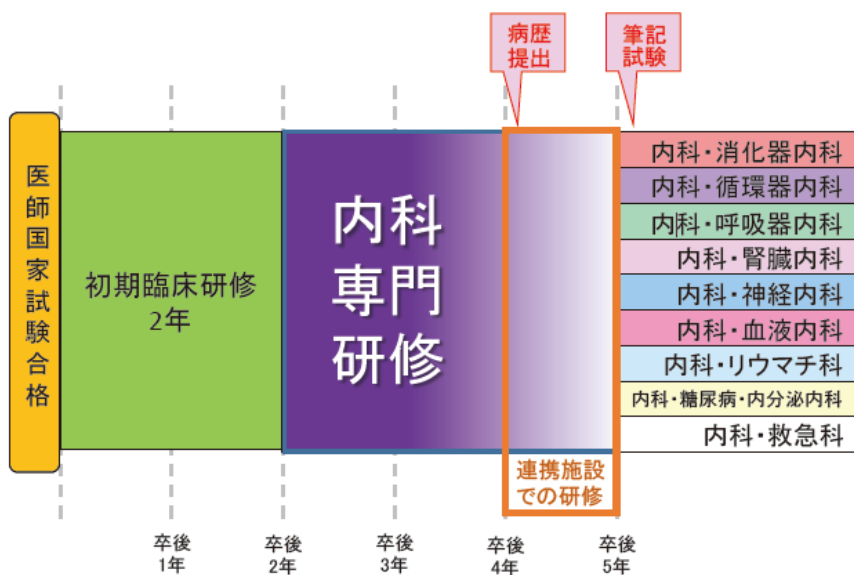 病歴
提出
筆記
試験
医師国家試験合格
初期臨床研修
2年
内科
専門
研修
内科・消化器内科
内科・循環器内科
内科・呼吸器内科
内科・腎臓内科
内科・神経内科
内科・血液内科
内科・リウマチ科
内科・糖尿病・内分泌内科
内科・救急科
連携施設
での研修
卒後
1年
卒後
2年
卒後
3年
卒後
4年
卒後
5年